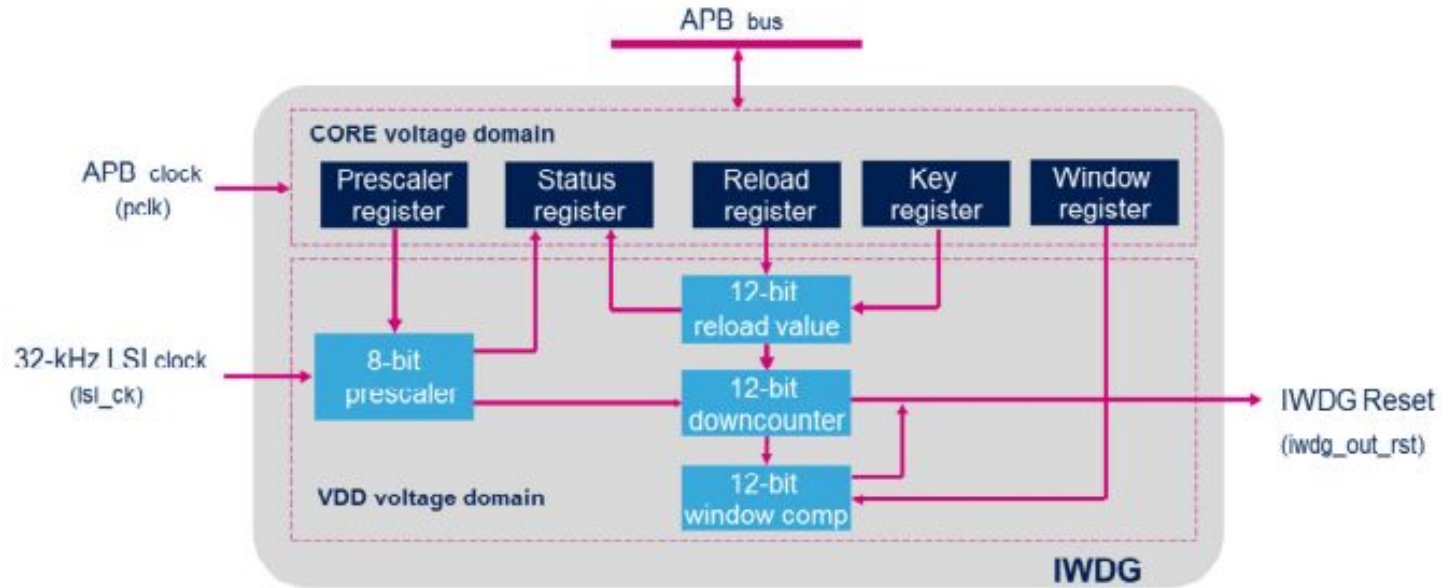 APB bus
CORE voltage domain
APB clock
(pclk)
Prescaler
register
Status
register
Reload
register
Key
register
Window
register
12-bit
reload value
32-kHz LSI clock
(lsi_ck)
8-bit
prescaler
12-bit
downcounter
IWDG Reset
(iwdg_out_rst)
12-bit
window comp
VDD voltage domain
IWDG